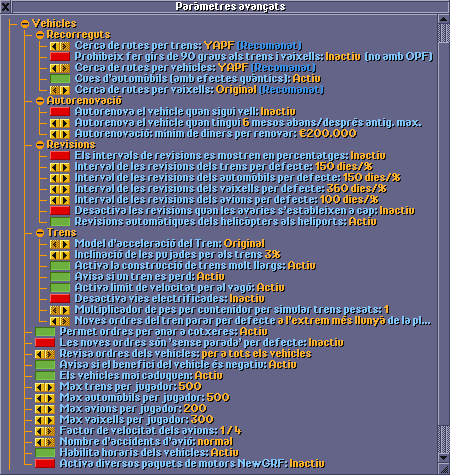 Paràmetres avançats
Vehicles
Recorreguts
Cerca de rutes per trens: YAPF (Recomanat)
Prohibeix fer girs de 90 graus als trens i vaixells: Inactiu (no amb OPF)
Cerca de rutes per vehicles: YAPF (Recomanat)
Cues d'automòbils (amb efectes quàntics): Actiu
Cerca de rutes per vaixells: Original (Recomanat)
Autorenovació
Autorenova el vehicle quan sigui vell: Inactiu
Autorenova el vehicle quan tingui 6 mesos abans/després antig. max.
Autorenovació: mínim de diners per renovar: €200,000
Revisions
Els intervals de revisions es mostren en percentatges: Inactiu
Interval de les revisions dels trens per defecte: 150 dies/%
Interval de les revisions dels automòbils per defecte: 150 dies/%
Interval de les revisions dels vaixells per defecte: 360 dies/%
Interval de les revisions dels avions per defecte: 100 dies/%
Desactiva les revisions quan les avaries s'estableixen a cap: Inactiu
Revisions automàtiques dels helicòpters als heliports: Actiu
Trens
Model d'acceleració del Tren: Original
Inclinació de les pujades per als trens 3%
Activa la construcció de trens molt llargs: Actiu
Avisa si un tren es perd: Actiu
Activa límit de velocitat per al vagó: Actiu
Desactiva vies electrificades: Inactiu
Multiplicador de pes per contenidor per simular trens pesats: 1
Noves ordres del tren parar per defecte a l'extrem més llunyà de la pl...
Permet ordres per anar a cotxeres: Actiu
Les noves ordres són 'sense parada' per defecte: Inactiu
Revisa ordres dels vehicles: per a tots els vehicles
Avisa si el benefici del vehicle és negatiu: Actiu
Els vehicles mai caduquen: Actiu
Max trens per jugador: 500
Max automòbils per jugador: 500
Max avions per jugador: 200
Max vaixells per jugador: 300
Factor de velocitat dels avions: 1 / 4
Nombre d'accidents d'avió: normal
Habilita horaris dels vehicles: Actiu
Activa diversos paquets de motors NewGRF: Inactiu